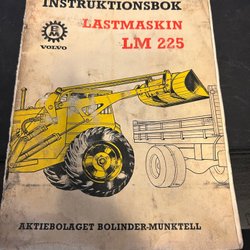 INSTRUKTIONSBOK
VOLVO
LASTMASKIN
LM 225
AKTIEBOLAGET BOLINDER-MUNKTELL